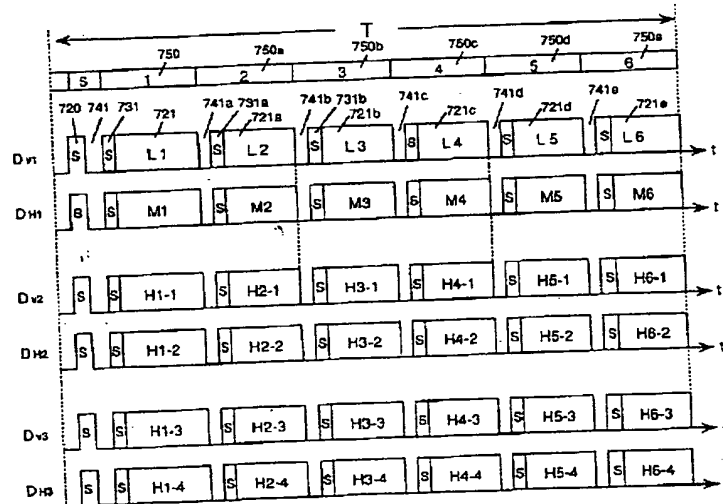 T
750 750a 750b 750c 750d 750e
S 1 2 3 4 5 6
720 741 731 721 741a 731a 721a 741b 731b 721b 741c 721c 741d 721d 741e 721e
DV1 S S L1 S L2 S L3 S L4 S L5 S L6 t
DH1 S S M1 S M2 S M3 S M4 S M5 S M6
DV2 S S H1-1 S H2-1 S H3-1 S H4-1 S H5-1 S H6-1 t
DH2 S S H1-2 S H2-2 S H3-2 S H4-2 S H5-2 S H6-2
DV3 S S H1-3 S H2-3 S H3-3 S H4-3 S H5-3 S H6-3
DH3 S S H1-4 S H2-4 S H3-4 S H4-4 S H5-4 S H6-4